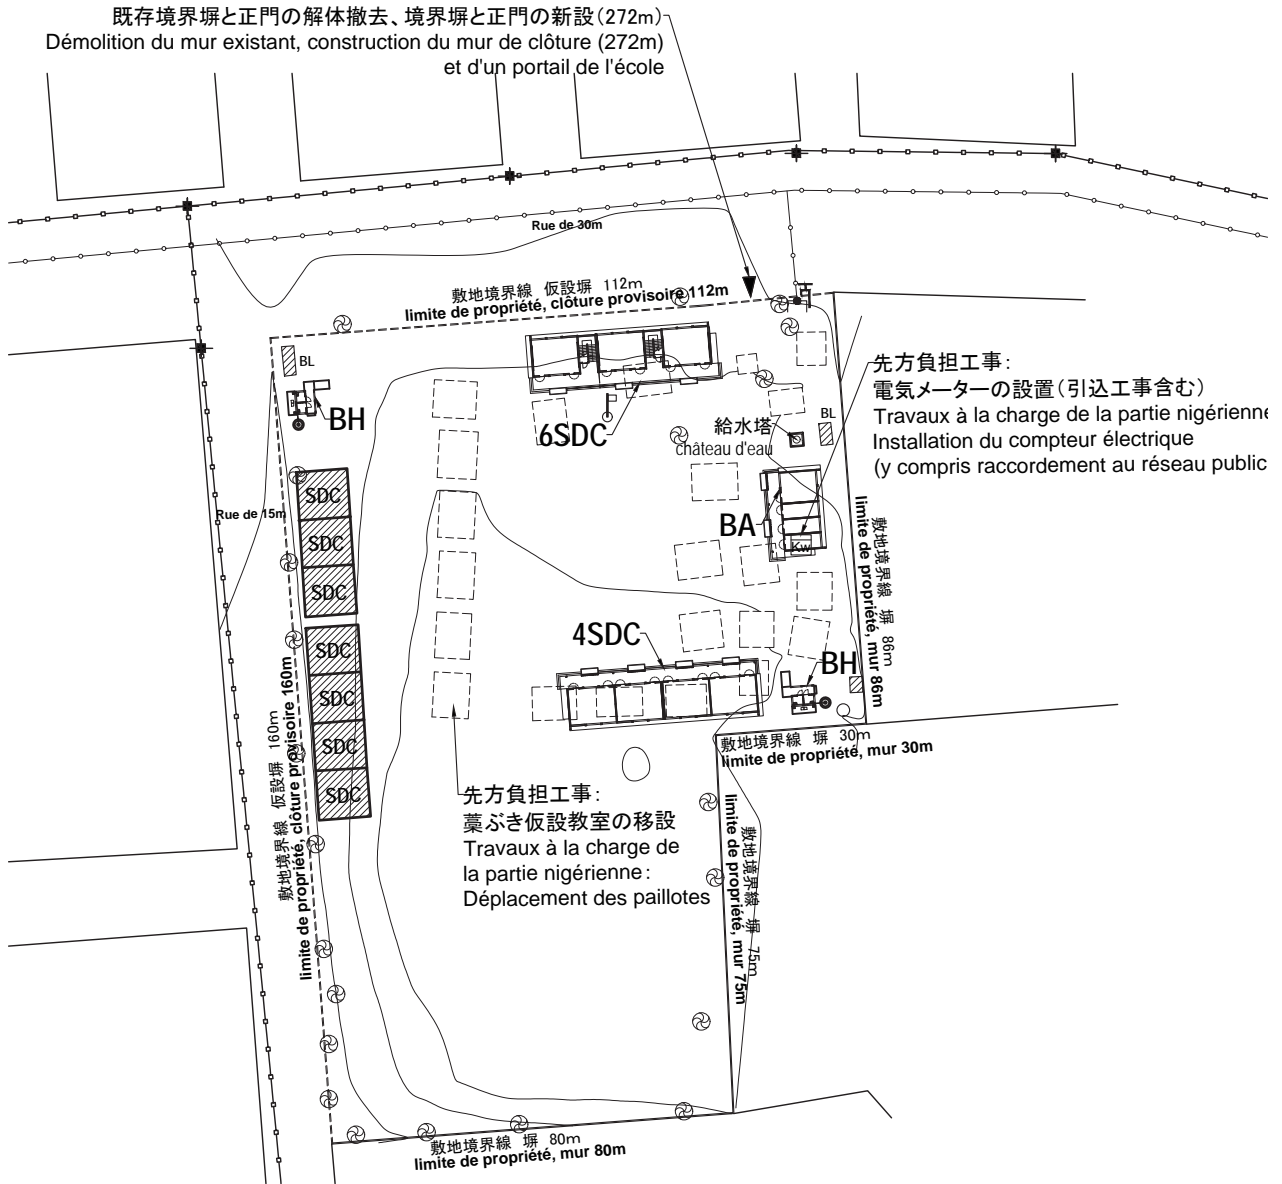 既存境界塀と正門の解体撤去、境界塀と正門の新設(272m)
Démolition du mur existant, construction du mur de clôture (272m)
et d'un portail de l'école
Rue de 30m
敷地境界線 仮設塀 112m
limite de propriété, clôture provisoire 112m
BL
BH
6SDC
給水塔
château d'eau
BL
先方負担工事:
電気メーターの設置(引込工事含む)
Travaux à la charge de la partie nigérienne
Installation du compteur électrique
(y compris raccordement au réseau public
Rue de 15m
SDC
SDC
SDC
SDC
SDC
SDC
SDC
BA
Kw
敷地境界線 塀 86m
limite de propriété, mur 86m
4SDC
BH
敷地境界線 塀 30m
limite de propriété, mur 30m
敷地境界線 仮設塀 160m
limite de propriété, clôture provisoire 160m
先方負担工事:
藁ぶき仮設教室の移設
Travaux à la charge de
la partie nigérienne:
Déplacement des paillotes
敷地境界線 塀 75m
limite de propriété, mur 75m
敷地境界線 塀 80m
limite de propriété, mur 80m